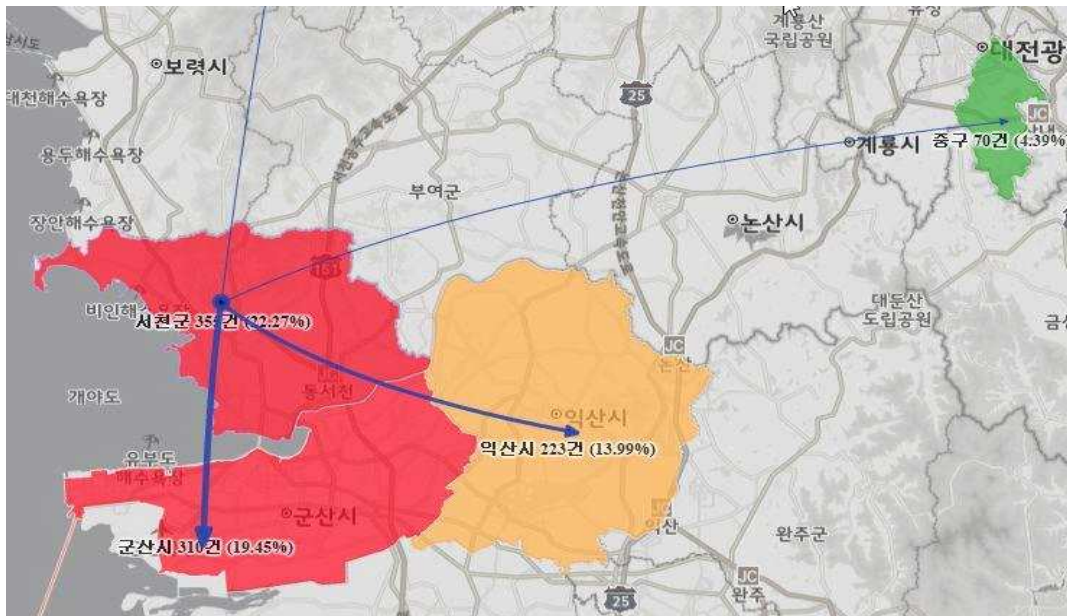 계룡산
국립공원
유성
보령시
대전광
대천해수욕장
25
JC
중구 70건 (4.39%)
계룡시
용두해수욕장
부여군
장안해수욕장
논산시
151
비인해수욕장
서천군 355건 (22.27%)
대둔산
도립공원
금산
JC
논산
동서천
개야도
익산시
익산시 223건 (13.99%)
유부도
해수욕장
군산시
JC
익산
완주군
군산시 310건 (19.45%)
JC
완주
25